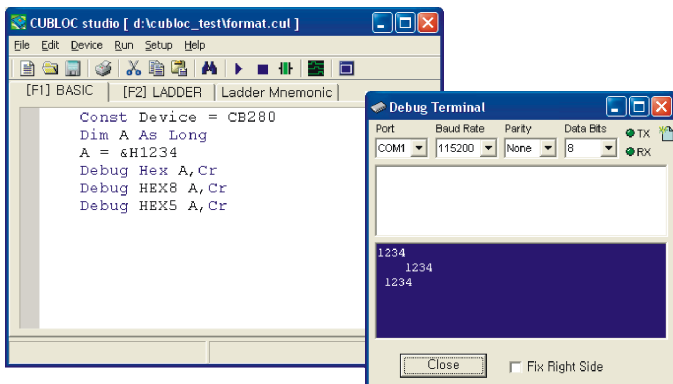 CUBLOC studio [ d:\cubloc_test\format.cul ]
File Edit Device Run Setup Help
[F1] BASIC [F2] LADDER Ladder Mnemonic
Const Device = CB280
Dim A As Long
A = &H1234
Debug Hex A,Cr
Debug HEX8 A,Cr
Debug HEX5 A,Cr
Debug Terminal
Port Baud Rate Parity Data Bits TX
COM1 115200 None 8 RX
1234
    1234
 1234
Close Fix Right Side